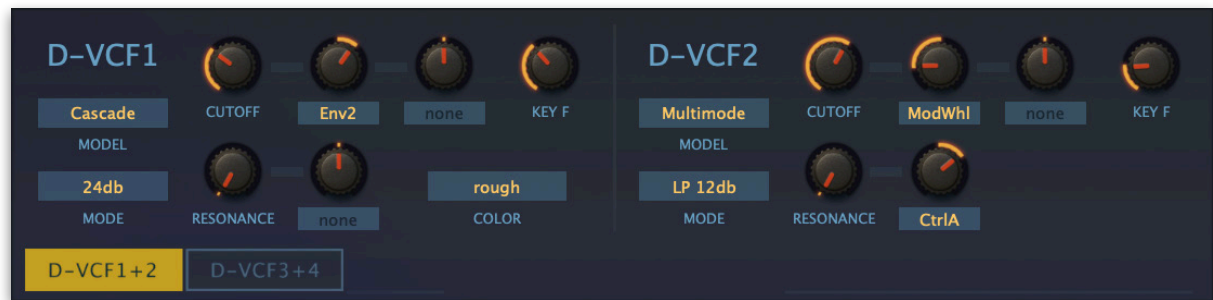 D-VCF1
CUTOFF
Env2
none
KEY F
Cascade
MODEL
24db
MODE
RESONANCE
none
rough
COLOR
D-VCF2
CUTOFF
ModWhl
none
KEY F
Multimode
MODEL
LP 12db
MODE
RESONANCE
CtrlA
D-VCF1+2
D-VCF3+4